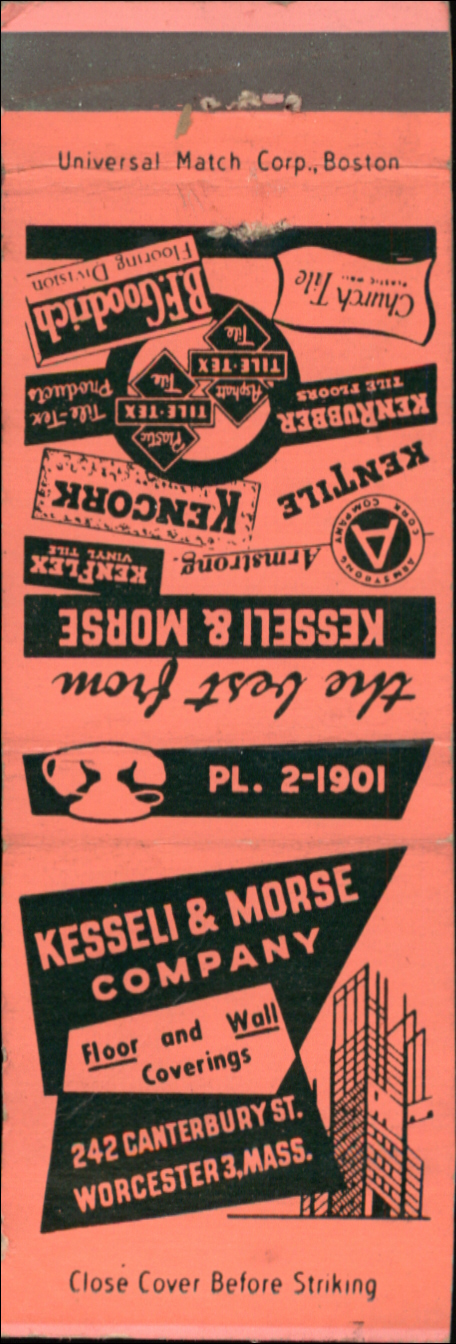 Universal Match Corp., Boston
the best from
KESSELI & MORSE
KENFLEX
VINYL TILE
Armstrong
ARMSTRONG
CORK COMPANY
A
KENCORK
KENTILE
Tile-Tex
Products
Plastic
TILE-TEX
Tile
Asphalt
TILE-TEX
Tile
KENRUBBER
TILE FLOORS
B.F. Goodrich
Flooring Division
Church Tile
PLASTIC WALL
PL. 2-1901
KESSELI & MORSE
COMPANY
Floor and Wall
Coverings
242 CANTERBURY ST.
WORCESTER 3, MASS.
Close Cover Before Striking